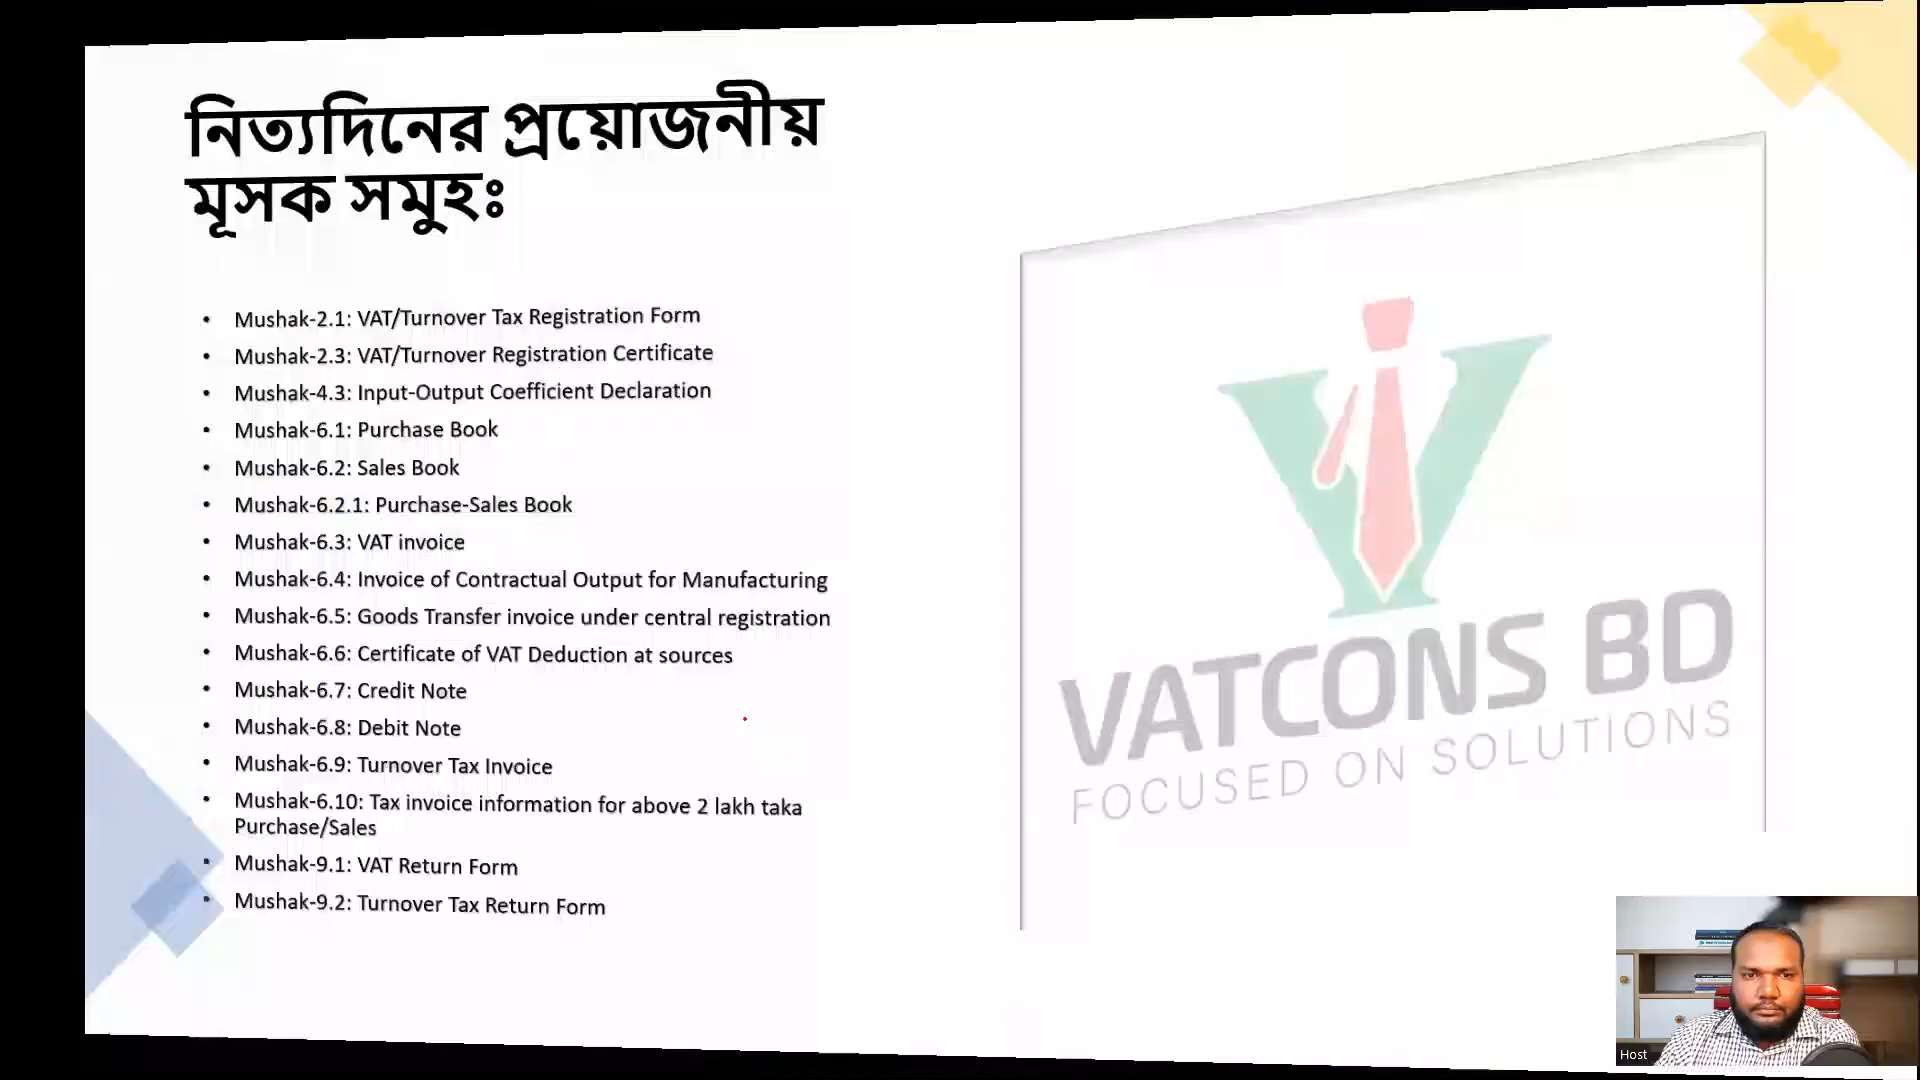 নিত্যদিনের প্রয়োজনীয়
মূসক সমুহঃ
• Mushak-2.1: VAT/Turnover Tax Registration Form
• Mushak-2.3: VAT/Turnover Registration Certificate
• Mushak-4.3: Input-Output Coefficient Declaration
• Mushak-6.1: Purchase Book
• Mushak-6.2: Sales Book
• Mushak-6.2.1: Purchase-Sales Book
• Mushak-6.3: VAT invoice
• Mushak-6.4: Invoice of Contractual Output for Manufacturing
• Mushak-6.5: Goods Transfer invoice under central registration
• Mushak-6.6: Certificate of VAT Deduction at sources
• Mushak-6.7: Credit Note
• Mushak-6.8: Debit Note
• Mushak-6.9: Turnover Tax Invoice
• Mushak-6.10: Tax invoice information for above 2 lakh taka
Purchase/Sales
• Mushak-9.1: VAT Return Form
• Mushak-9.2: Turnover Tax Return Form
VATCONS BD
FOCUSED ON SOLUTIONS
Host